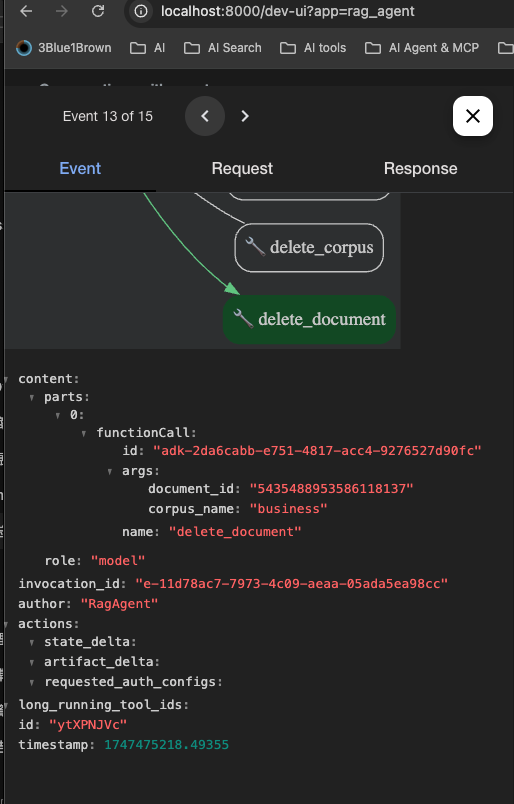 localhost:8000/dev-ui?app=rag_agent
3Blue1Brown AI AI Search AI tools AI Agent & MCP
Event 13 of 15
Event Request Response
delete_corpus
delete_document
content:
parts:
0:
functionCall:
id: "adk-2da6cabb-e751-4817-acc4-9276527d90fc"
args:
document_id: "5435488953586118137"
corpus_name: "business"
name: "delete_document"
role: "model"
invocation_id: "e-11d78ac7-7973-4c09-aeaa-05ada5ea98cc"
author: "RagAgent"
actions:
state_delta:
artifact_delta:
requested_auth_configs:
long_running_tool_ids:
id: "ytXPNJVc"
timestamp: 1747475218.49355